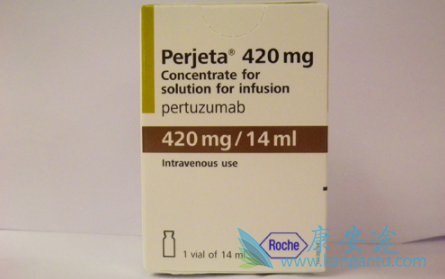 Perjeta® 420 mg
Concentrate for
solution for infusion
pertuzumab
420 mg/14 ml
Intravenous use
1 vial of 14 ml
Roche
康安途